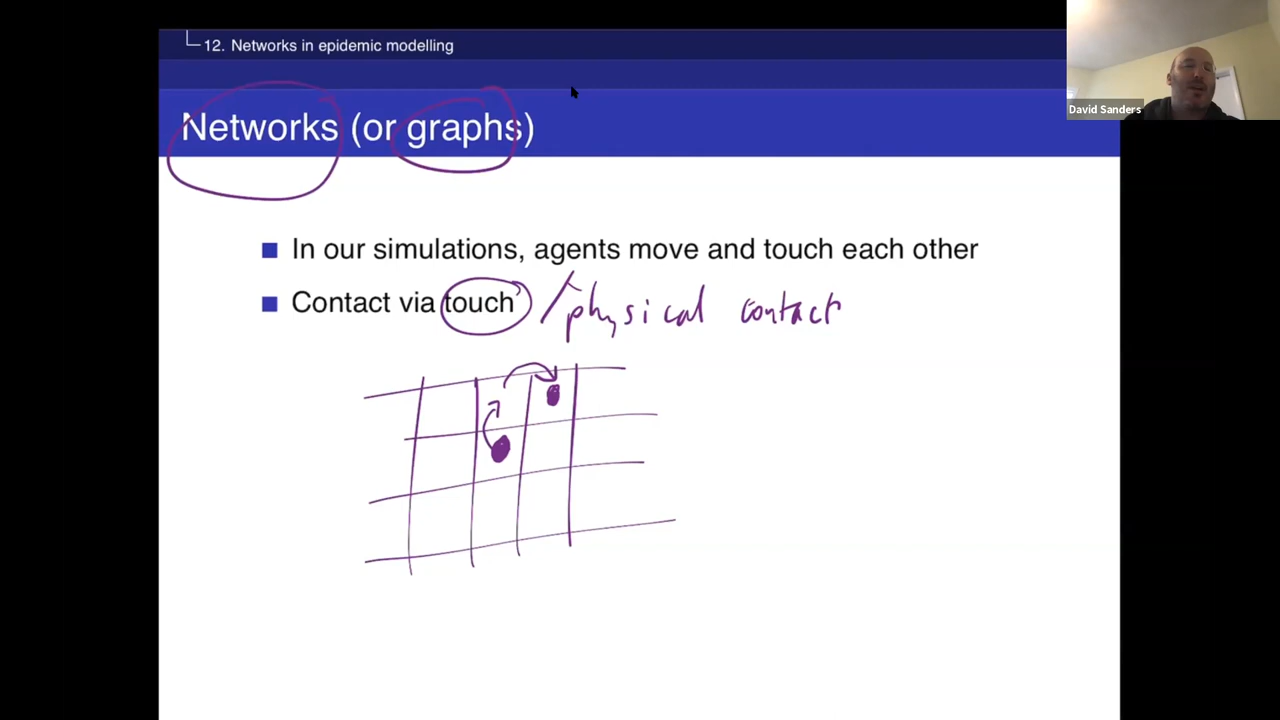 12. Networks in epidemic modelling
David Sanders
Networks (or graphs)
In our simulations, agents move and touch each other
Contact via touch / physical contact